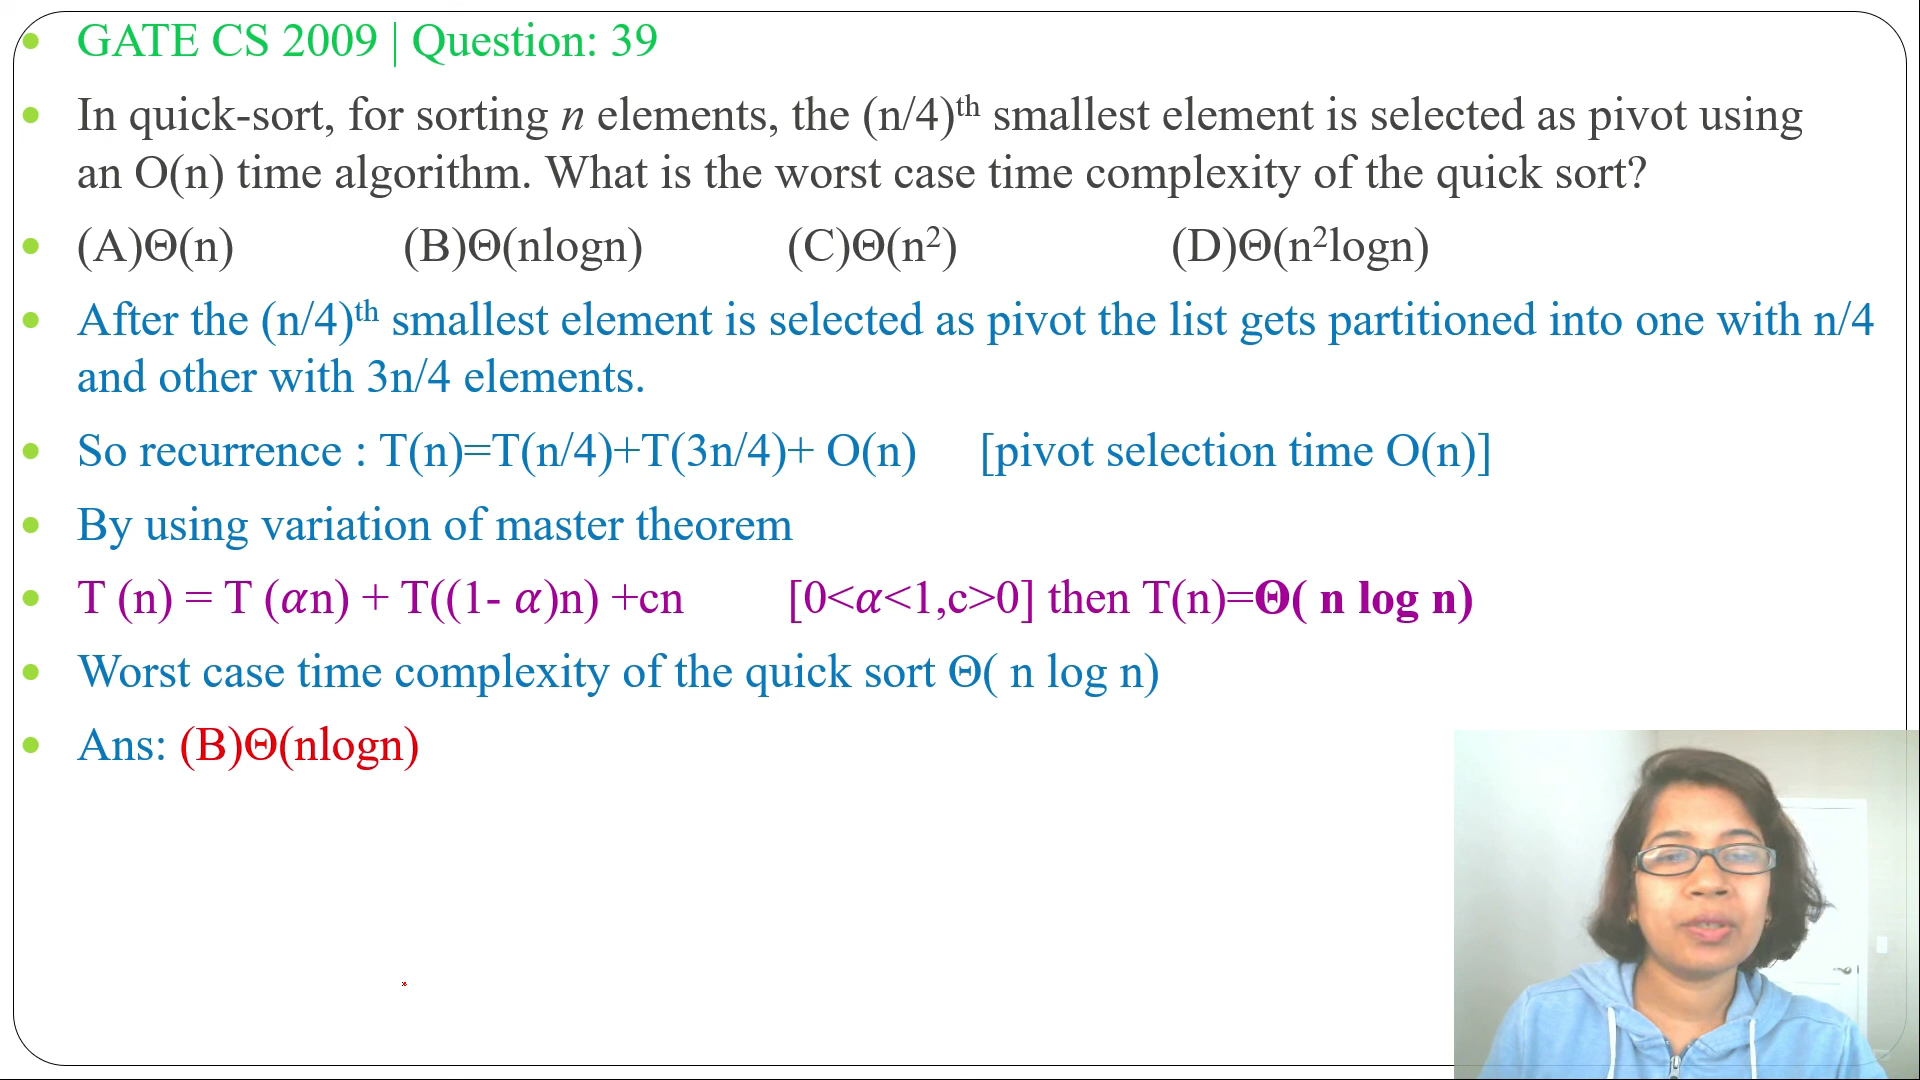 GATE CS 2009 | Question: 39
In quick-sort, for sorting n elements, the (n/4)ᵗʰ smallest element is selected as pivot using
an O(n) time algorithm. What is the worst case time complexity of the quick sort?
(A)Θ(n) (B)Θ(nlogn) (C)Θ(n²) (D)Θ(n²logn)
After the (n/4)ᵗʰ smallest element is selected as pivot the list gets partitioned into one with n/4
and other with 3n/4 elements.
So recurrence : T(n)=T(n/4)+T(3n/4)+ O(n) [pivot selection time O(n)]
By using variation of master theorem
T (n) = T (𝛼n) + T((1- 𝛼)n) +cn [0<𝛼<1,c>0] then T(n)=Θ( n log n)
Worst case time complexity of the quick sort Θ( n log n)
Ans: (B)Θ(nlogn)